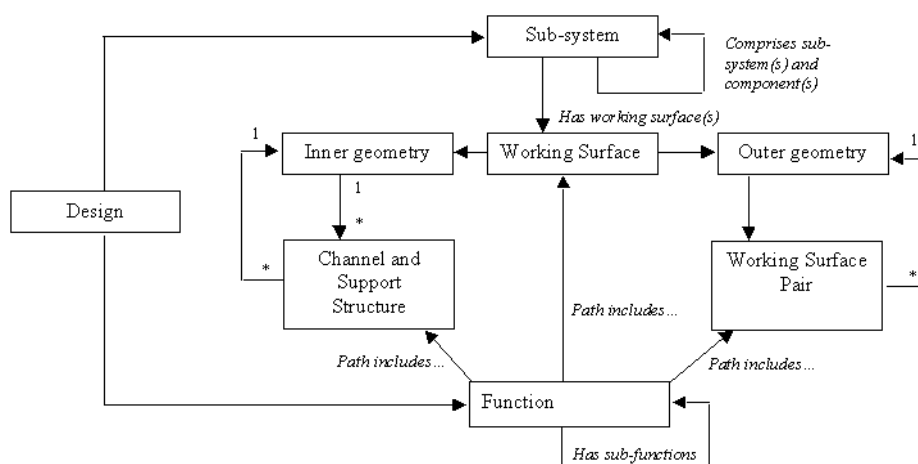 Sub-system
Comprises sub-
system(s) and
component(s)
Has working surface(s)
1
Inner geometry
Working Surface
Outer geometry
1
1
Design
*
*
Channel and
Support
Structure
Working Surface
Pair
*
Path includes...
Path includes...
Path includes...
Function
Has sub-functions